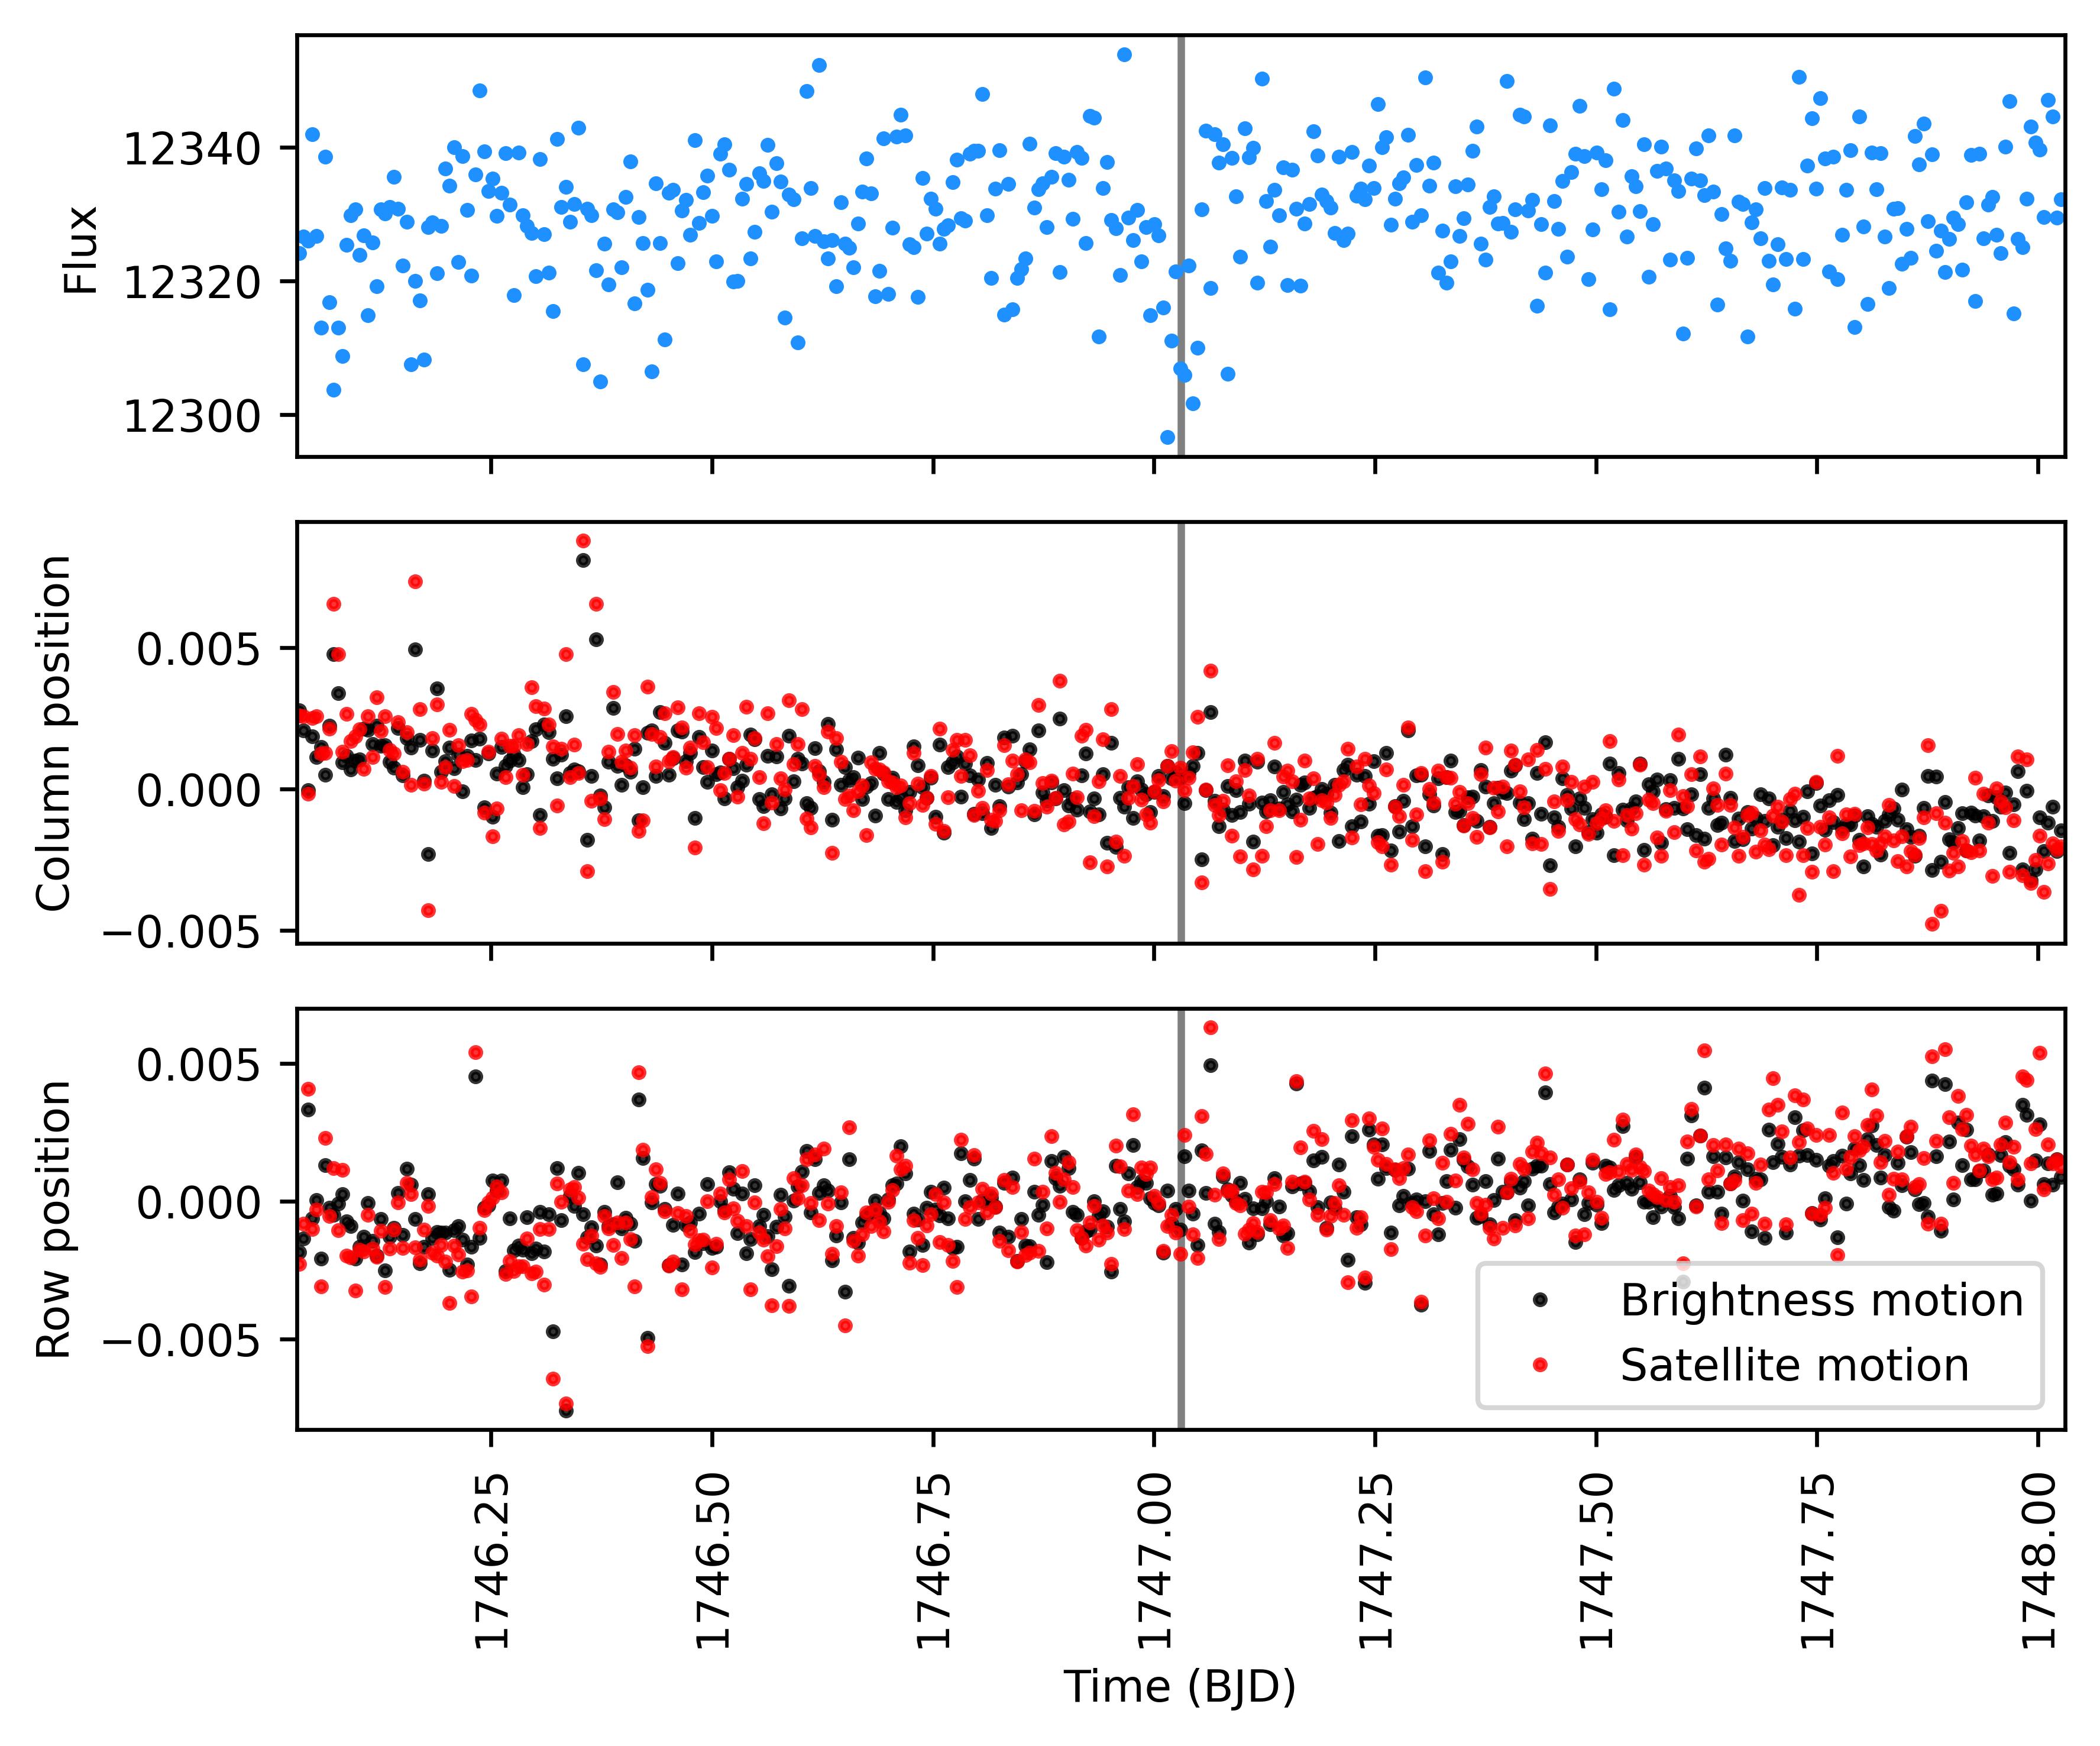 12340
12320
12300
Flux
0.005
0.000
−0.005
Column position
0.005
0.000
−0.005
Row position
Brightness motion
Satellite motion
1746.25
1746.50
1746.75
1747.00
1747.25
1747.50
1747.75
1748.00
Time (BJD)